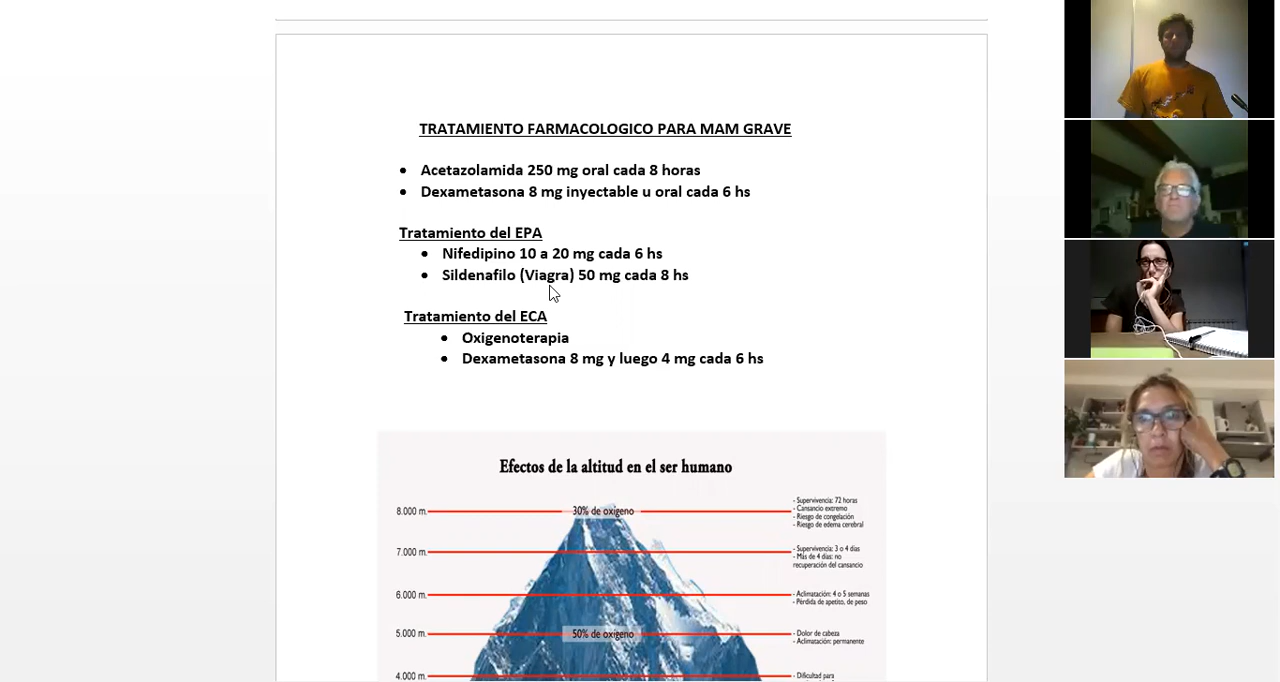 TRATAMIENTO FARMACOLOGICO PARA MAM GRAVE
Acetazolamida 250 mg oral cada 8 horas
Dexametasona 8 mg inyectable u oral cada 6 hs
Tratamiento del EPA
Nifedipino 10 a 20 mg cada 6 hs
Sildenafilo (Viagra) 50 mg cada 8 hs
Tratamiento del ECA
Oxigenoterapia
Dexametasona 8 mg y luego 4 mg cada 6 hs
Efectos de la altitud en el ser humano
8.000 m.
30% de oxígeno
- Supervivencia: 72 horas
- Cansancio extremo
- Riesgo de congelación
- Riesgo de edema cerebral
7.000 m.
- Supervivencia: 3 o 4 días
- Más de 4 días: no
recuperación del cansancio
6.000 m.
- Aclimatación: 4 o 5 semanas
- Pérdida de apetito, de peso
5.000 m.
50% de oxígeno
- Dolor de cabeza
- Aclimatación: permanente
4.000 m.
- Dificultad para